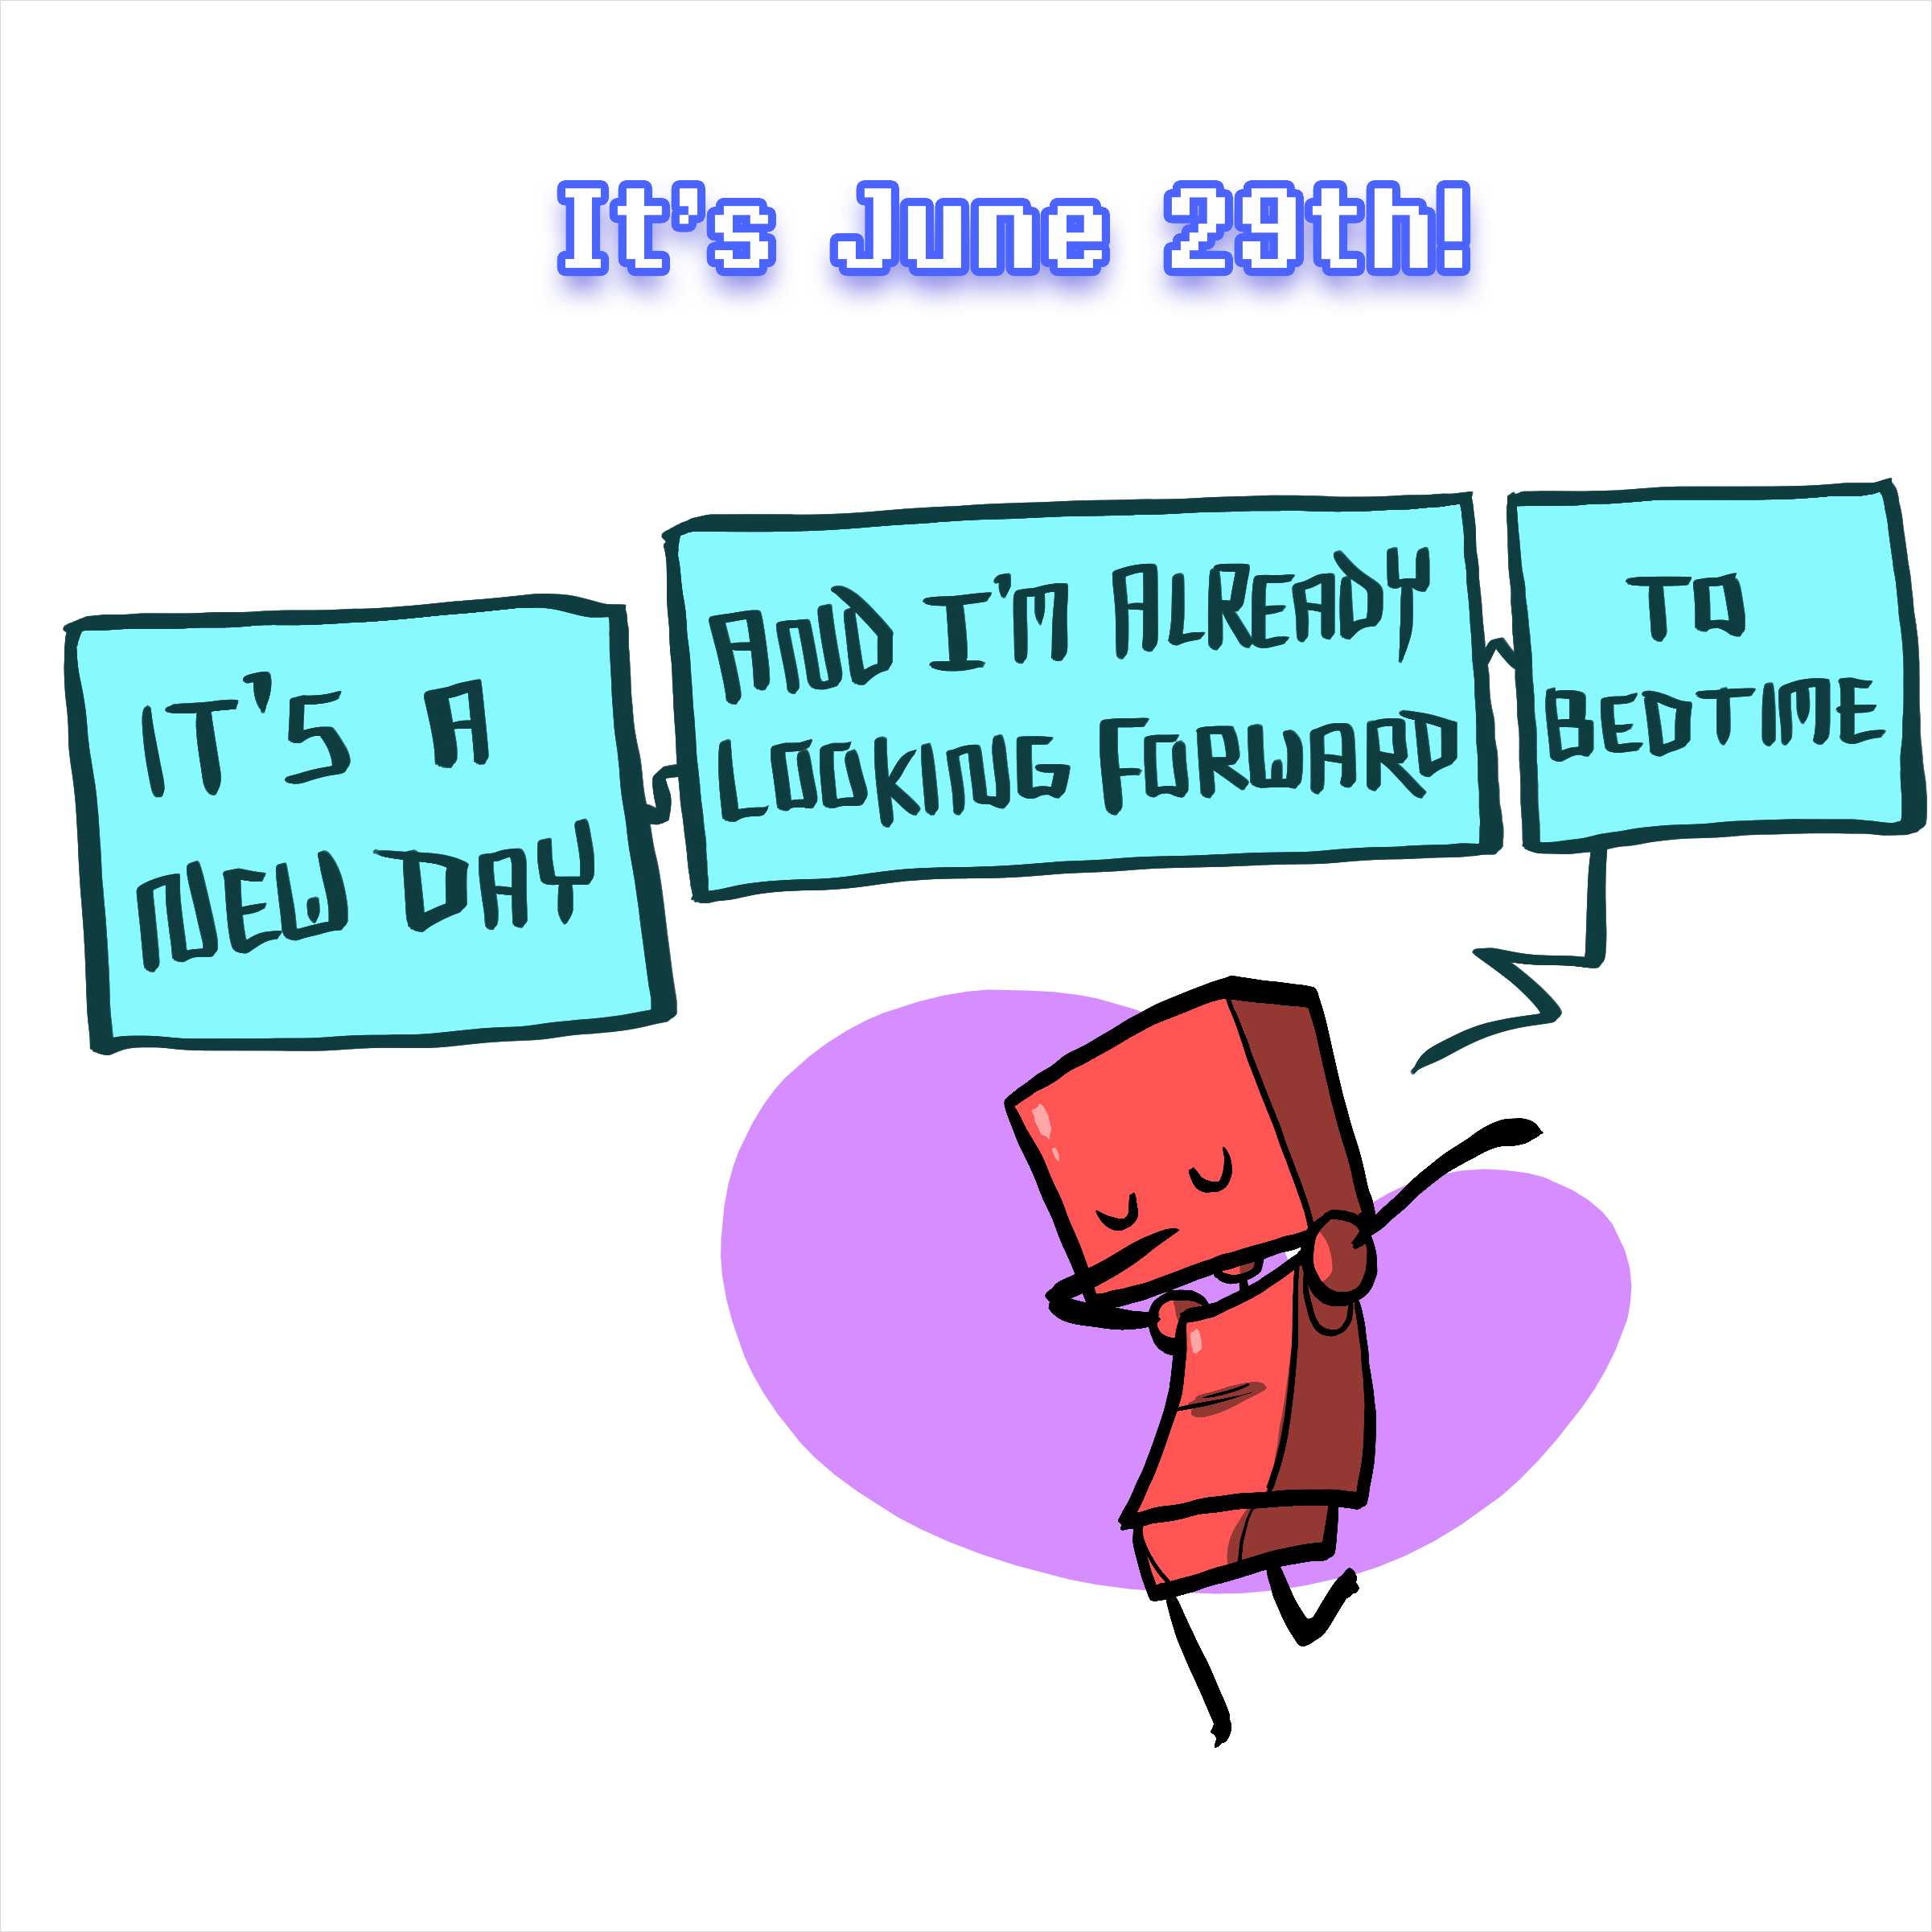 It's June 29th!
IT'S A
NEW DAY
AND I'M ALREADY
LOOKING FORWARD
TO
BEDTIME